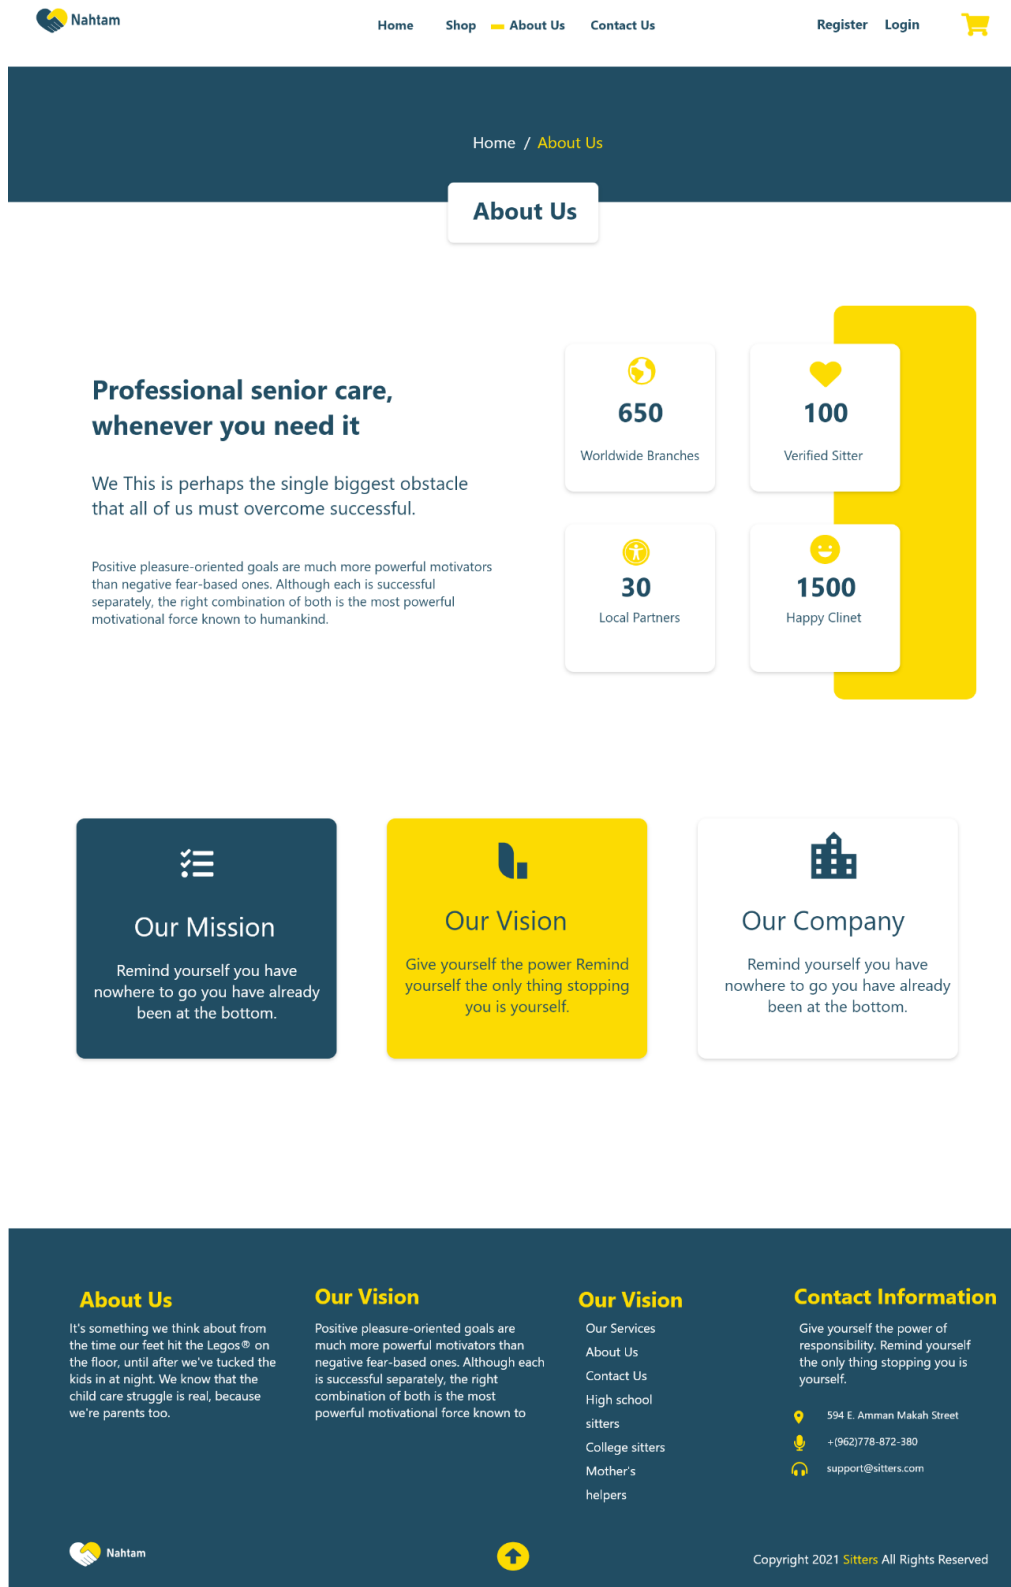 Nahtam
Home Shop About Us Contact Us
Register Login
Home / About Us
About Us
Professional senior care,
whenever you need it
We This is perhaps the single biggest obstacle
that all of us must overcome successful.
Positive pleasure-oriented goals are much more powerful motivators
than negative fear-based ones. Although each is successful
separately, the right combination of both is the most powerful
motivational force known to humankind.
650
Worldwide Branches
100
Verified Sitter
30
Local Partners
1500
Happy Clinet
Our Mission
Remind yourself you have
nowhere to go you have already
been at the bottom.
Our Vision
Give yourself the power Remind
yourself the only thing stopping
you is yourself.
Our Company
Remind yourself you have
nowhere to go you have already
been at the bottom.
About Us
It's something we think about from
the time our feet hit the Legos® on
the floor, until after we've tucked the
kids in at night. We know that the
child care struggle is real, because
we're parents too.
Our Vision
Positive pleasure-oriented goals are
much more powerful motivators than
negative fear-based ones. Although each
is successful separately, the right
combination of both is the most
powerful motivational force known to
Our Vision
Our Services
About Us
Contact Us
High school
sitters
College sitters
Mother's
helpers
Contact Information
Give yourself the power of
responsibility. Remind yourself
the only thing stopping you is
yourself.
594 E. Amman Makah Street
+(962)778-872-380
support@sitters.com
Nahtam
Copyright 2021 Sitters All Rights Reserved